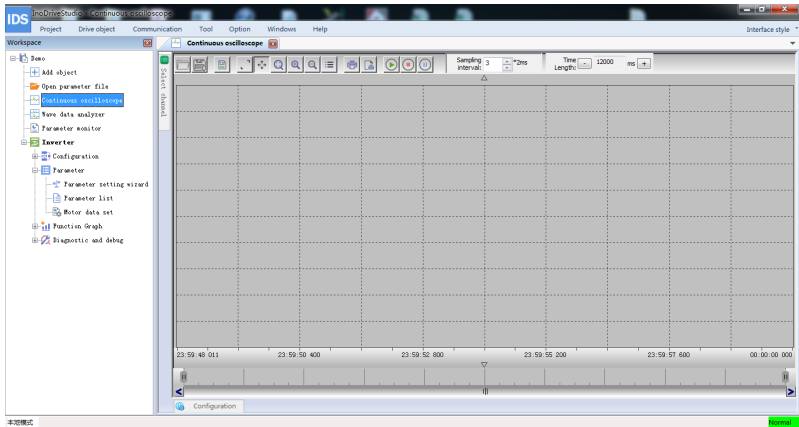 IDS InoDriveStudio - Continuous oscilloscope
Project Drive object Communication Tool Option Windows Help Interface style
Workspace
Continuous oscilloscope
Demo
Add object
Open parameter file
Continuous oscilloscope
Wave data analyzer
Parameter monitor
Inverter
Configuration
Parameter
Parameter setting wizard
Parameter list
Motor data set
Function Graph
Diagnostic and debug
Select channel
Sampling interval: 3 *2ms
Time Length: - 12000 ms +
23:59:48 011 23:59:50 400 23:59:52 800 23:59:55 200 23:59:57 600 00:00:00 000
Configuration
本地模式 Normal